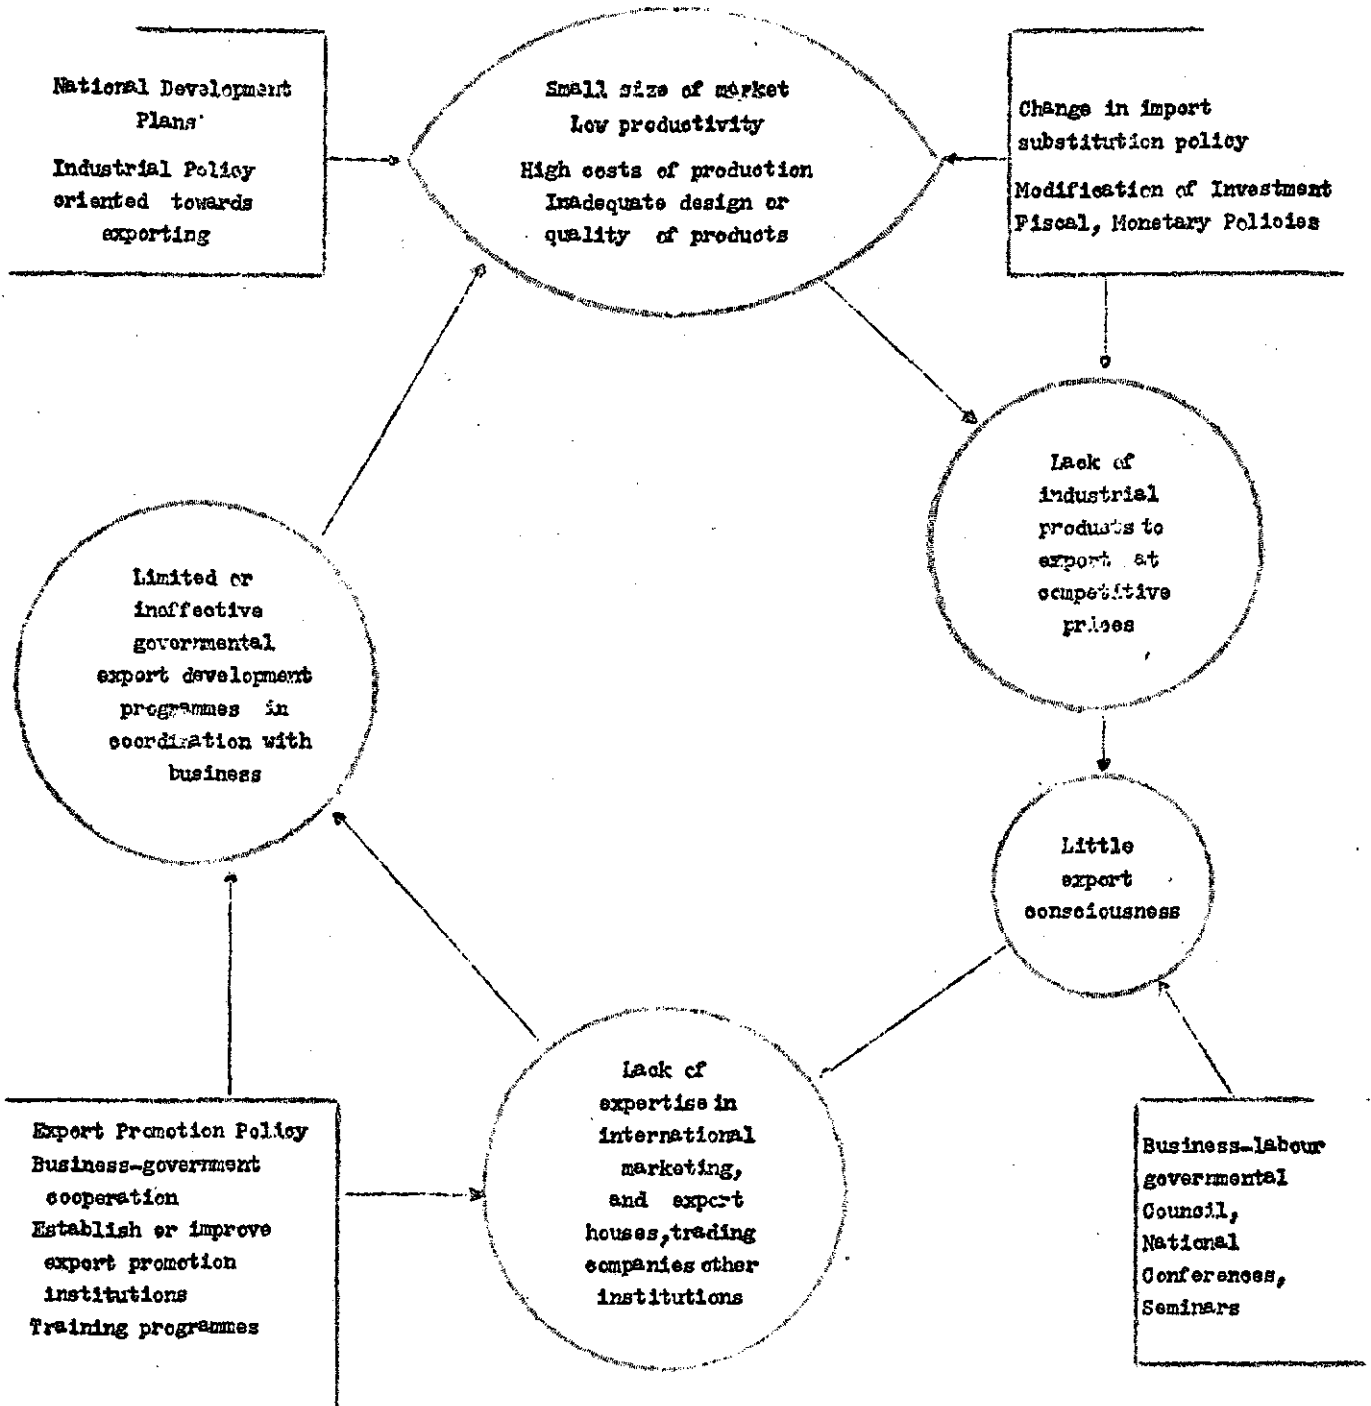 National Development
Plans
Industrial Policy
oriented towards
exporting
Small size of market
Low productivity
High costs of production
Inadequate design or
quality of products
Change in import
substitution policy
Modification of Investment
Fiscal, Monetary Policies
Lack of
industrial
products to
export at
competitive
prices
Limited or
ineffective
governmental
export development
programmes in
coordination with
business
Little
export
consciousness
Lack of
expertise in
international
marketing,
and export
houses, trading
companies other
institutions
Export Promotion Policy
Business-government
cooperation
Establish or improve
export promotion
institutions
Training programmes
Business-labour
governmental
Council,
National
Conferences,
Seminars